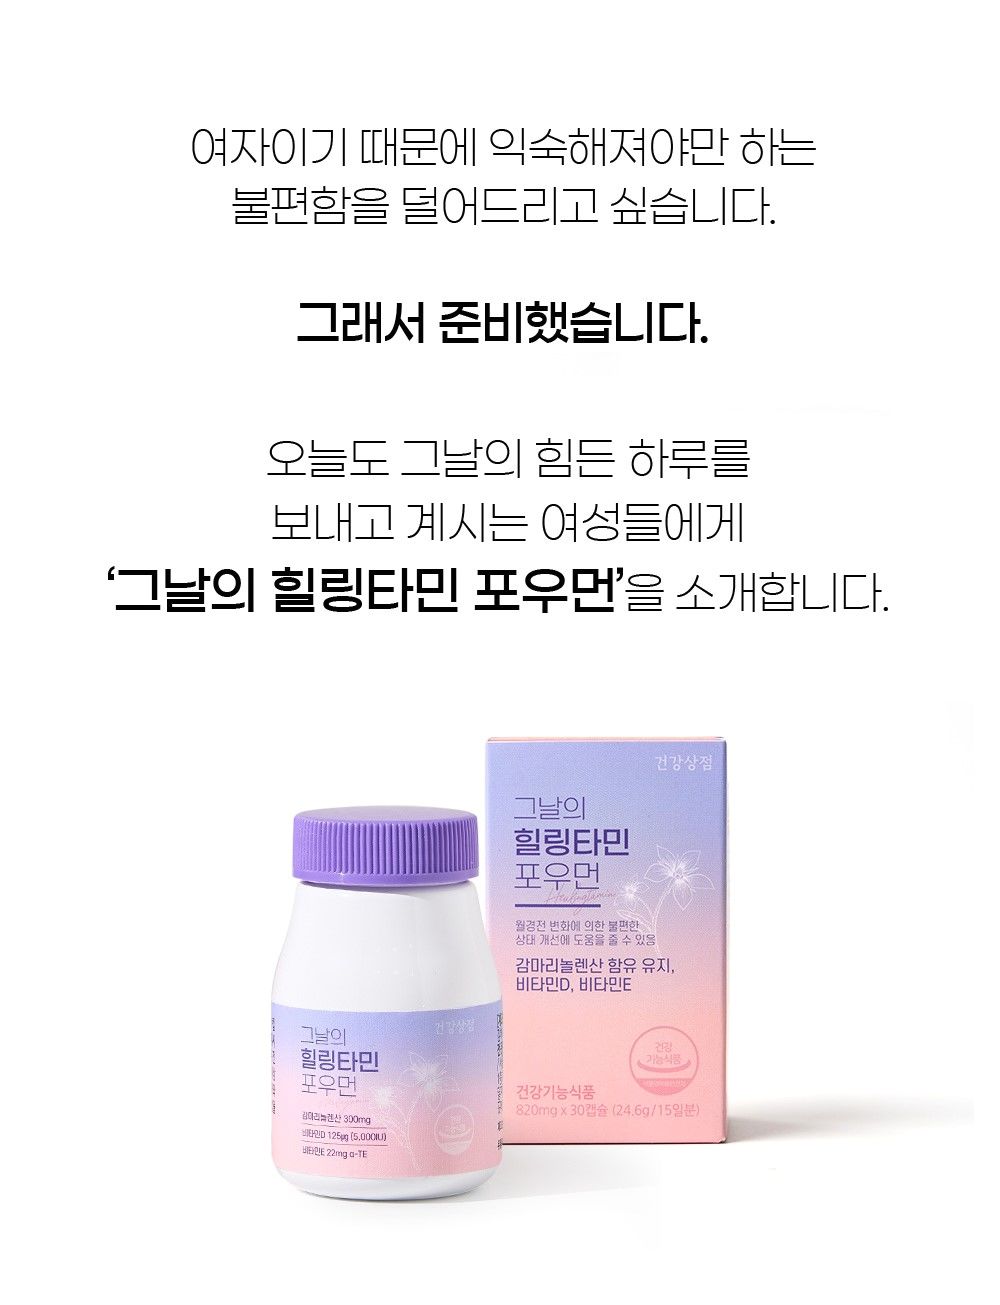 여자이기 때문에 익숙해져야만 하는
불편함을 덜어드리고 싶습니다.
그래서 준비했습니다.
오늘도 그날의 힘든 하루를
보내고 계시는 여성들에게
‘그날의 힐링타민 포우먼’을 소개합니다.
건강상점
그날의
힐링타민
포우먼
Healingtamin
월경전 변화에 의한 불편한
상태 개선에 도움을 줄 수 있음
감마리놀렌산 함유 유지,
비타민D, 비타민E
건강
기능식품
건강기능식품
820mg x 30캡슐 (24.6g/15일분)
건강상점
그날의
힐링타민
포우먼
감마리놀렌산 300mg
비타민D 125μg (5,000IU)
비타민E 22mg α-TE